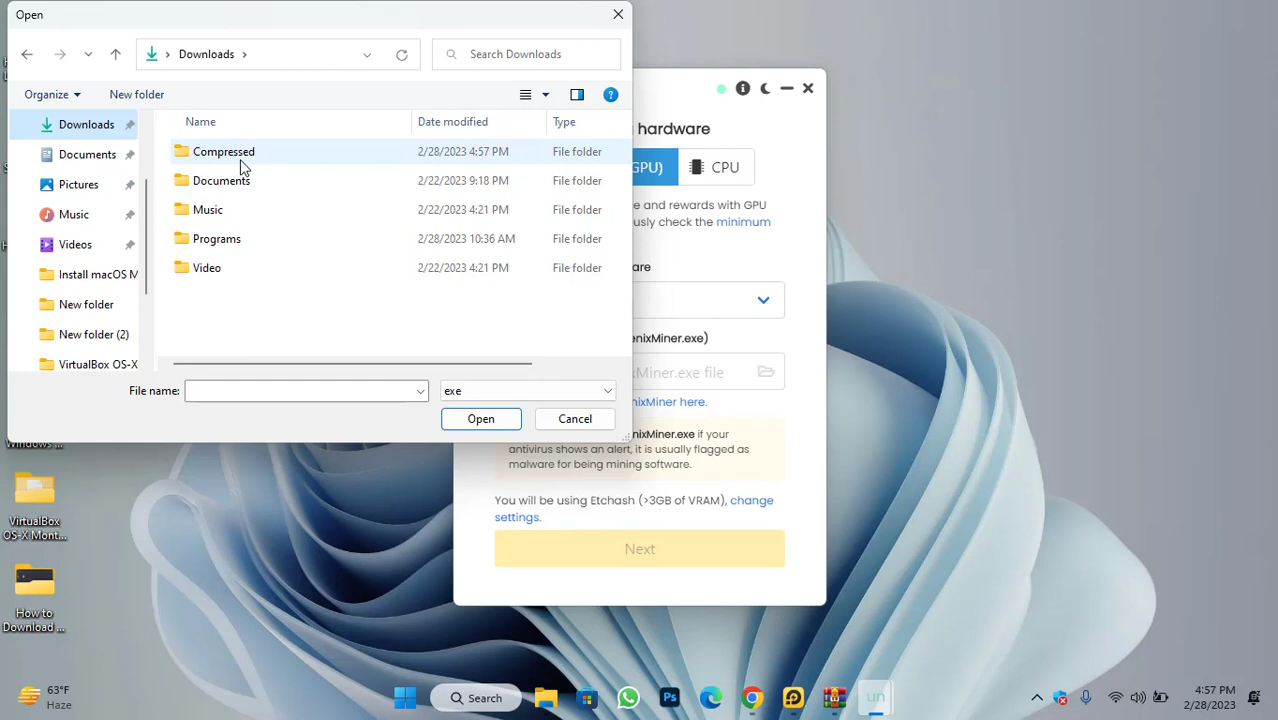 Open
Downloads
Search Downloads
Organize
New folder
Name
Date modified
Type
Downloads
Documents
Pictures
Music
Videos
Install macOS M
New folder
New folder (2)
VirtualBox OS-X
Compressed 2/28/2023 4:57 PM File folder
Documents 2/22/2023 9:18 PM File folder
Music 2/22/2023 4:21 PM File folder
Programs 2/28/2023 10:36 AM File folder
Video 2/22/2023 4:21 PM File folder
File name:
exe
Open
Cancel
hardware
GPU)
CPU
e and rewards with GPU
usly check the minimum
are
enixMiner.exe)
xMiner.exe file
nixMiner here.
nixMiner.exe if your
antivirus shows an alert, it is usually flagged as
malware for being mining software.
You will be using Etchash (>3GB of VRAM), change
settings.
Next
VirtualBox
OS-X Mont...
How to
Download ...
63°F
Haze
Search
Ps
un
4:57 PM
2/28/2023